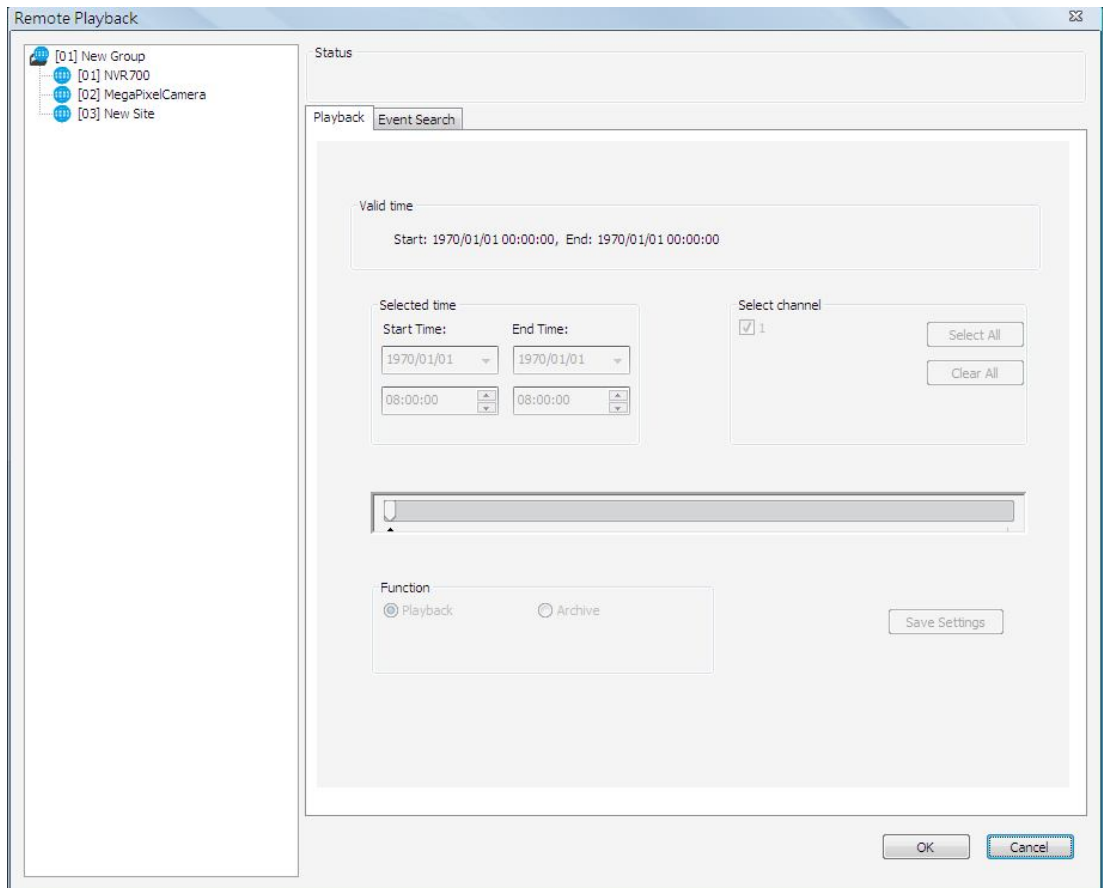 Remote Playback
[01] New Group
[01] NVR700
[02] MegaPixelCamera
[03] New Site
Status
Playback
Event Search
Valid time
Start: 1970/01/01 00:00:00, End: 1970/01/01 00:00:00
Selected time
Start Time:
End Time:
1970/01/01
1970/01/01
08:00:00
08:00:00
Select channel
1
Select All
Clear All
Function
Playback
Archive
Save Settings
OK
Cancel